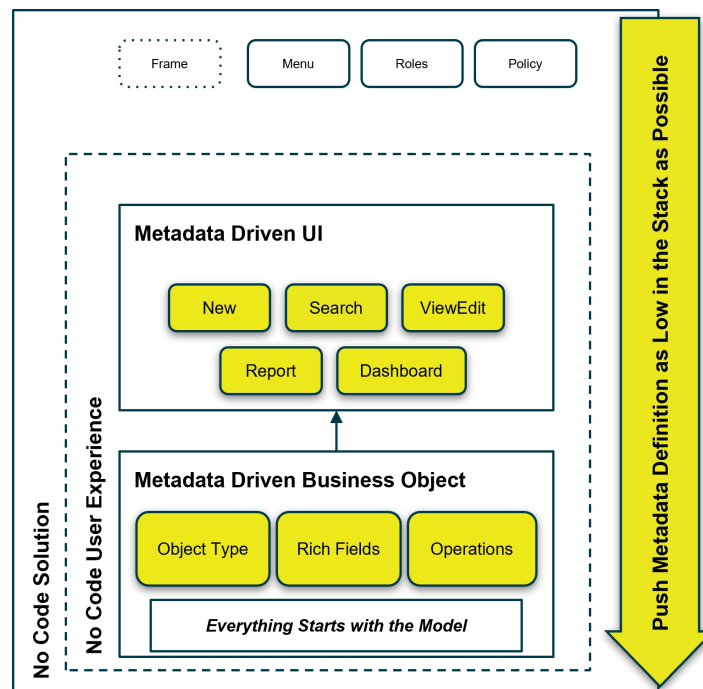 Frame
Menu
Roles
Policy
Push Metadata Definition as Low in the Stack as Possible
No Code Solution
No Code User Experience
Metadata Driven UI
New
Search
ViewEdit
Report
Dashboard
Metadata Driven Business Object
Object Type
Rich Fields
Operations
Everything Starts with the Model